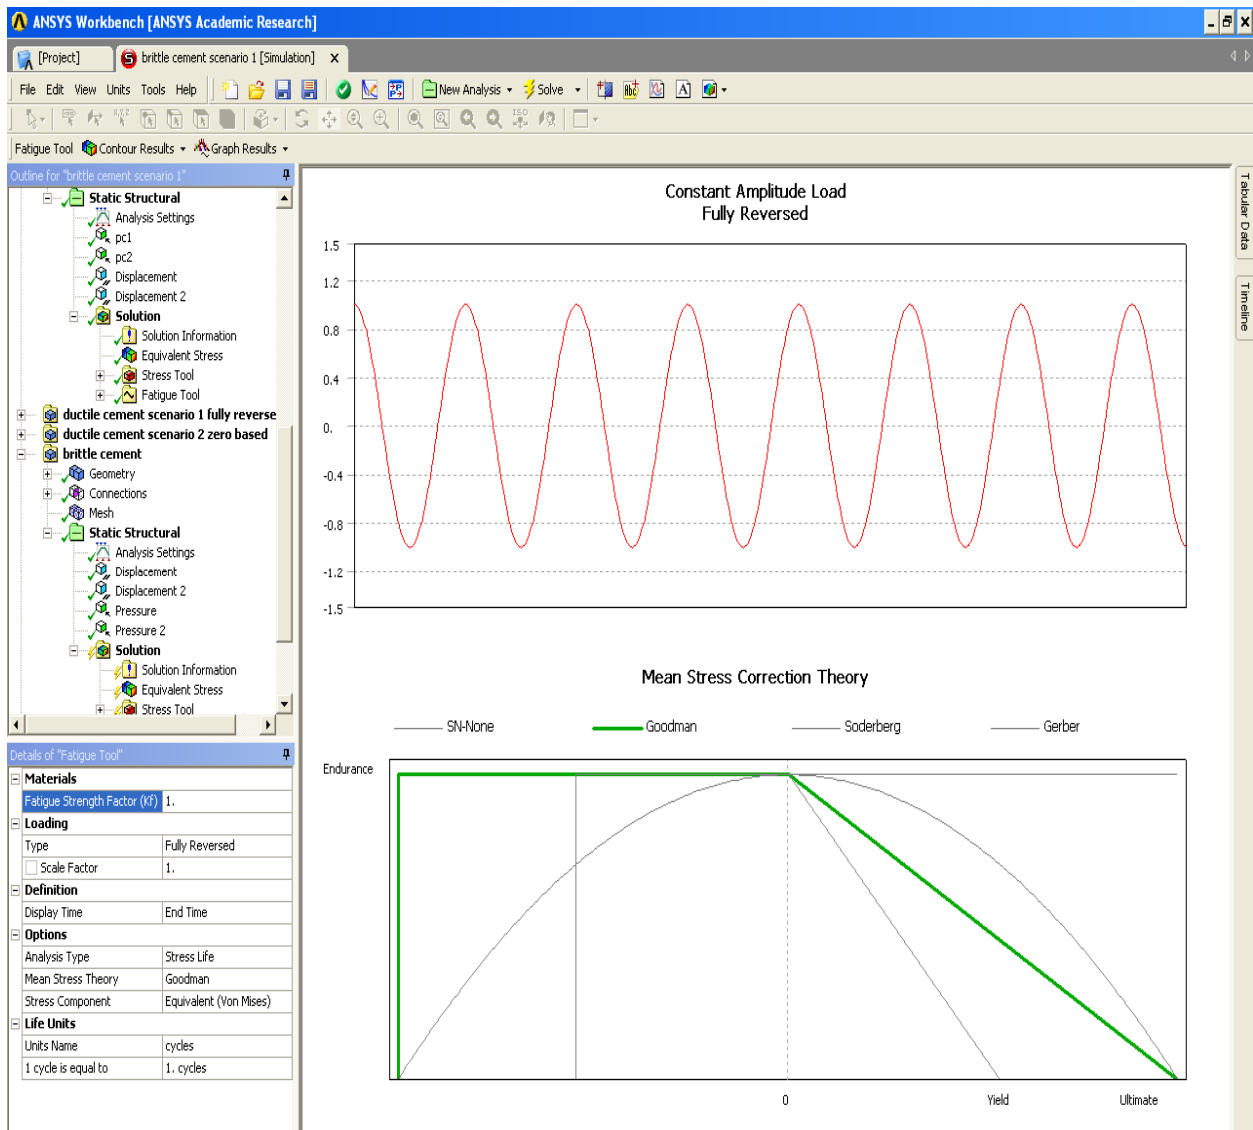 ANSYS Workbench [ANSYS Academic Research]
[Project] brittle cement scenario 1 [Simulation] X
File Edit View Units Tools Help New Analysis Solve
Fatigue Tool Contour Results Graph Results
Outline for "brittle cement scenario 1"
Static Structural
Analysis Settings
pc1
pc2
Displacement
Displacement 2
Solution
Solution Information
Equivalent Stress
Stress Tool
Fatigue Tool
ductile cement scenario 1 fully reverse
ductile cement scenario 2 zero based
brittle cement
Geometry
Connections
Mesh
Static Structural
Analysis Settings
Displacement
Displacement 2
Pressure
Pressure 2
Solution
Solution Information
Equivalent Stress
Stress Tool
Details of "Fatigue Tool"
Materials
Fatigue Strength Factor (Kf) 1.
Loading
Type Fully Reversed
Scale Factor 1.
Definition
Display Time End Time
Options
Analysis Type Stress Life
Mean Stress Theory Goodman
Stress Component Equivalent (Von Mises)
Life Units
Units Name cycles
1 cycle is equal to 1. cycles
Constant Amplitude Load
Fully Reversed
1.5
1.2
0.8
0.4
0.
-0.4
-0.8
-1.2
-1.5
Mean Stress Correction Theory
SN-None Goodman Soderberg Gerber
Endurance
0 Yield Ultimate
Tabular Data
Timeline